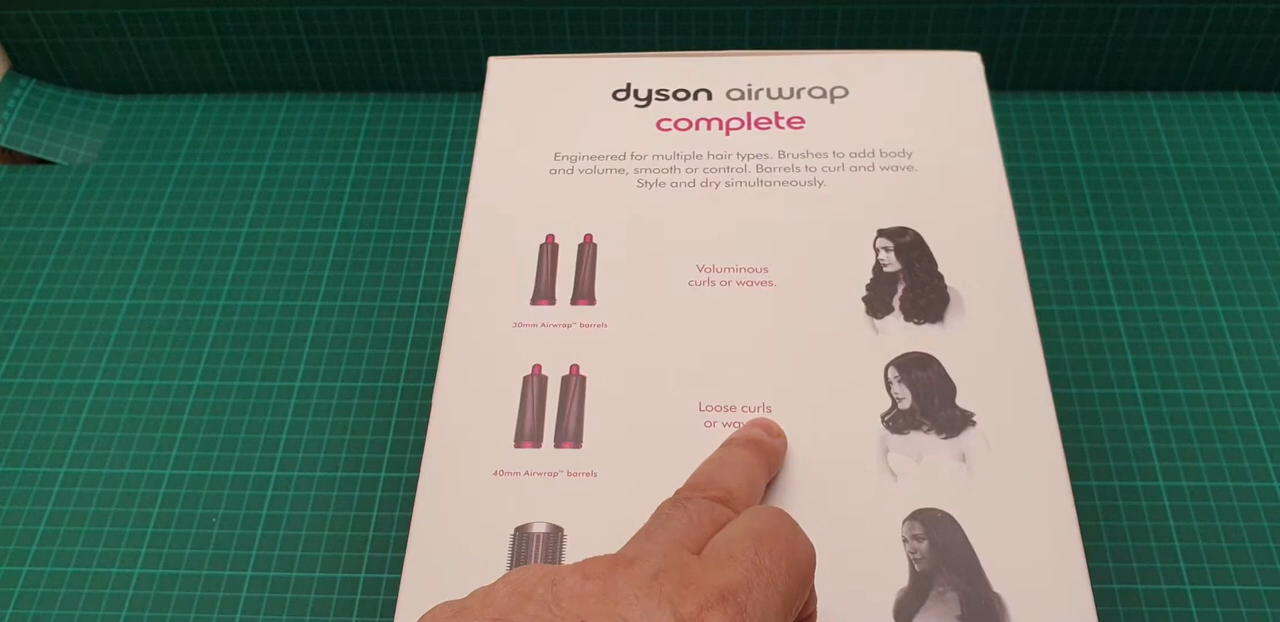 dyson airwrap
complete
Engineered for multiple hair types. Brushes to add body
and volume, smooth or control. Barrels to curl and wave.
Style and dry simultaneously.
Voluminous
curls or waves.
30mm Airwrap™ barrels
Loose curls
or
40mm Airwrap™ barrels